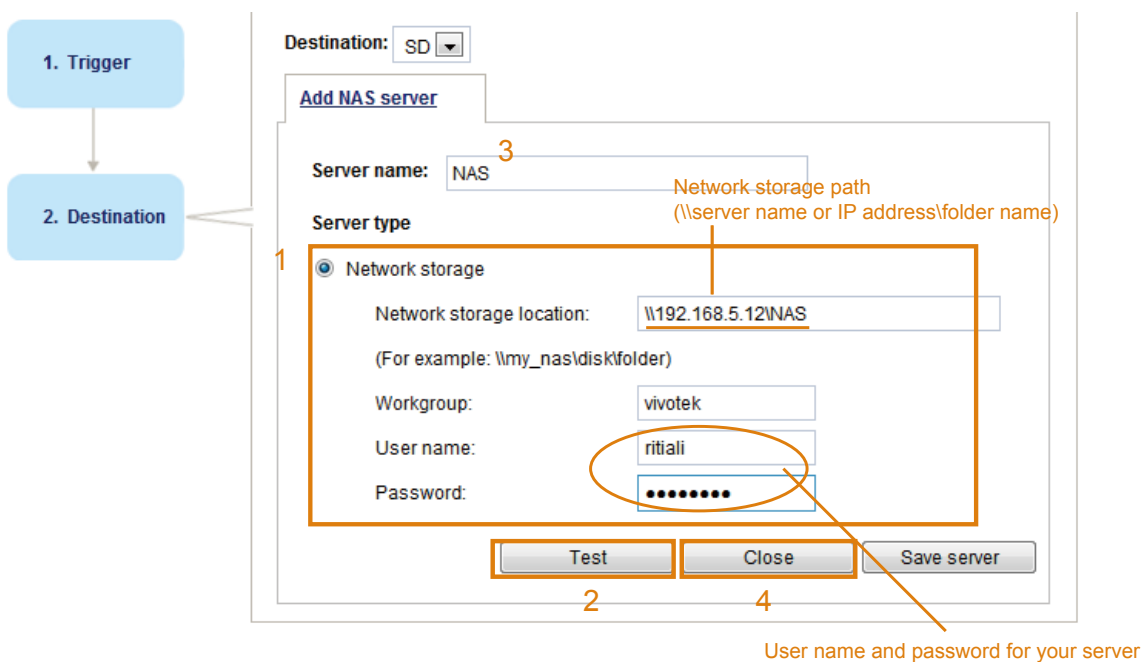 1. Trigger
2. Destination
Destination: SD
Add NAS server
3
Server name: NAS
Network storage path
(\\server name or IP address\folder name)
Server type
1
Network storage
Network storage location: \\192.168.5.12\NAS
(For example: \\my_nas\disk\folder)
Workgroup: vivotek
User name: ritiali
Password: ●●●●●●●●
Test Close Save server
2 4
User name and password for your server